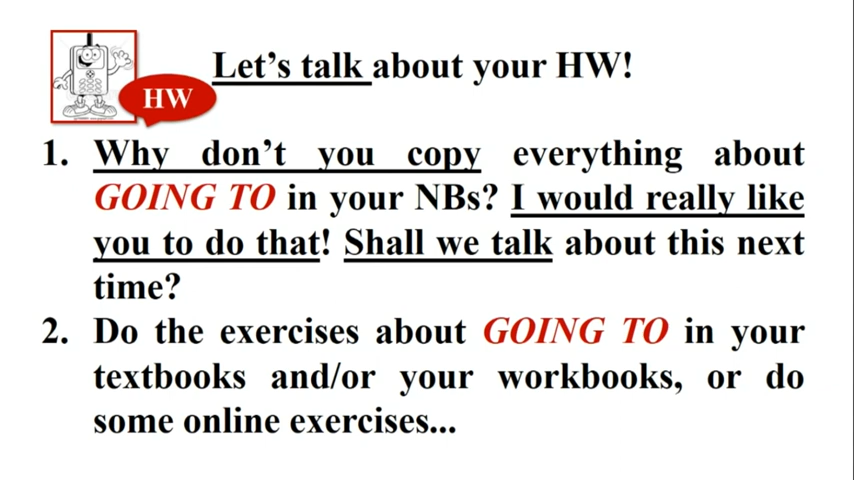 Let's talk about your HW!
HW
1. Why don't you copy everything about
GOING TO in your NBs? I would really like
you to do that! Shall we talk about this next
time?
2. Do the exercises about GOING TO in your
textbooks and/or your workbooks, or do
some online exercises...